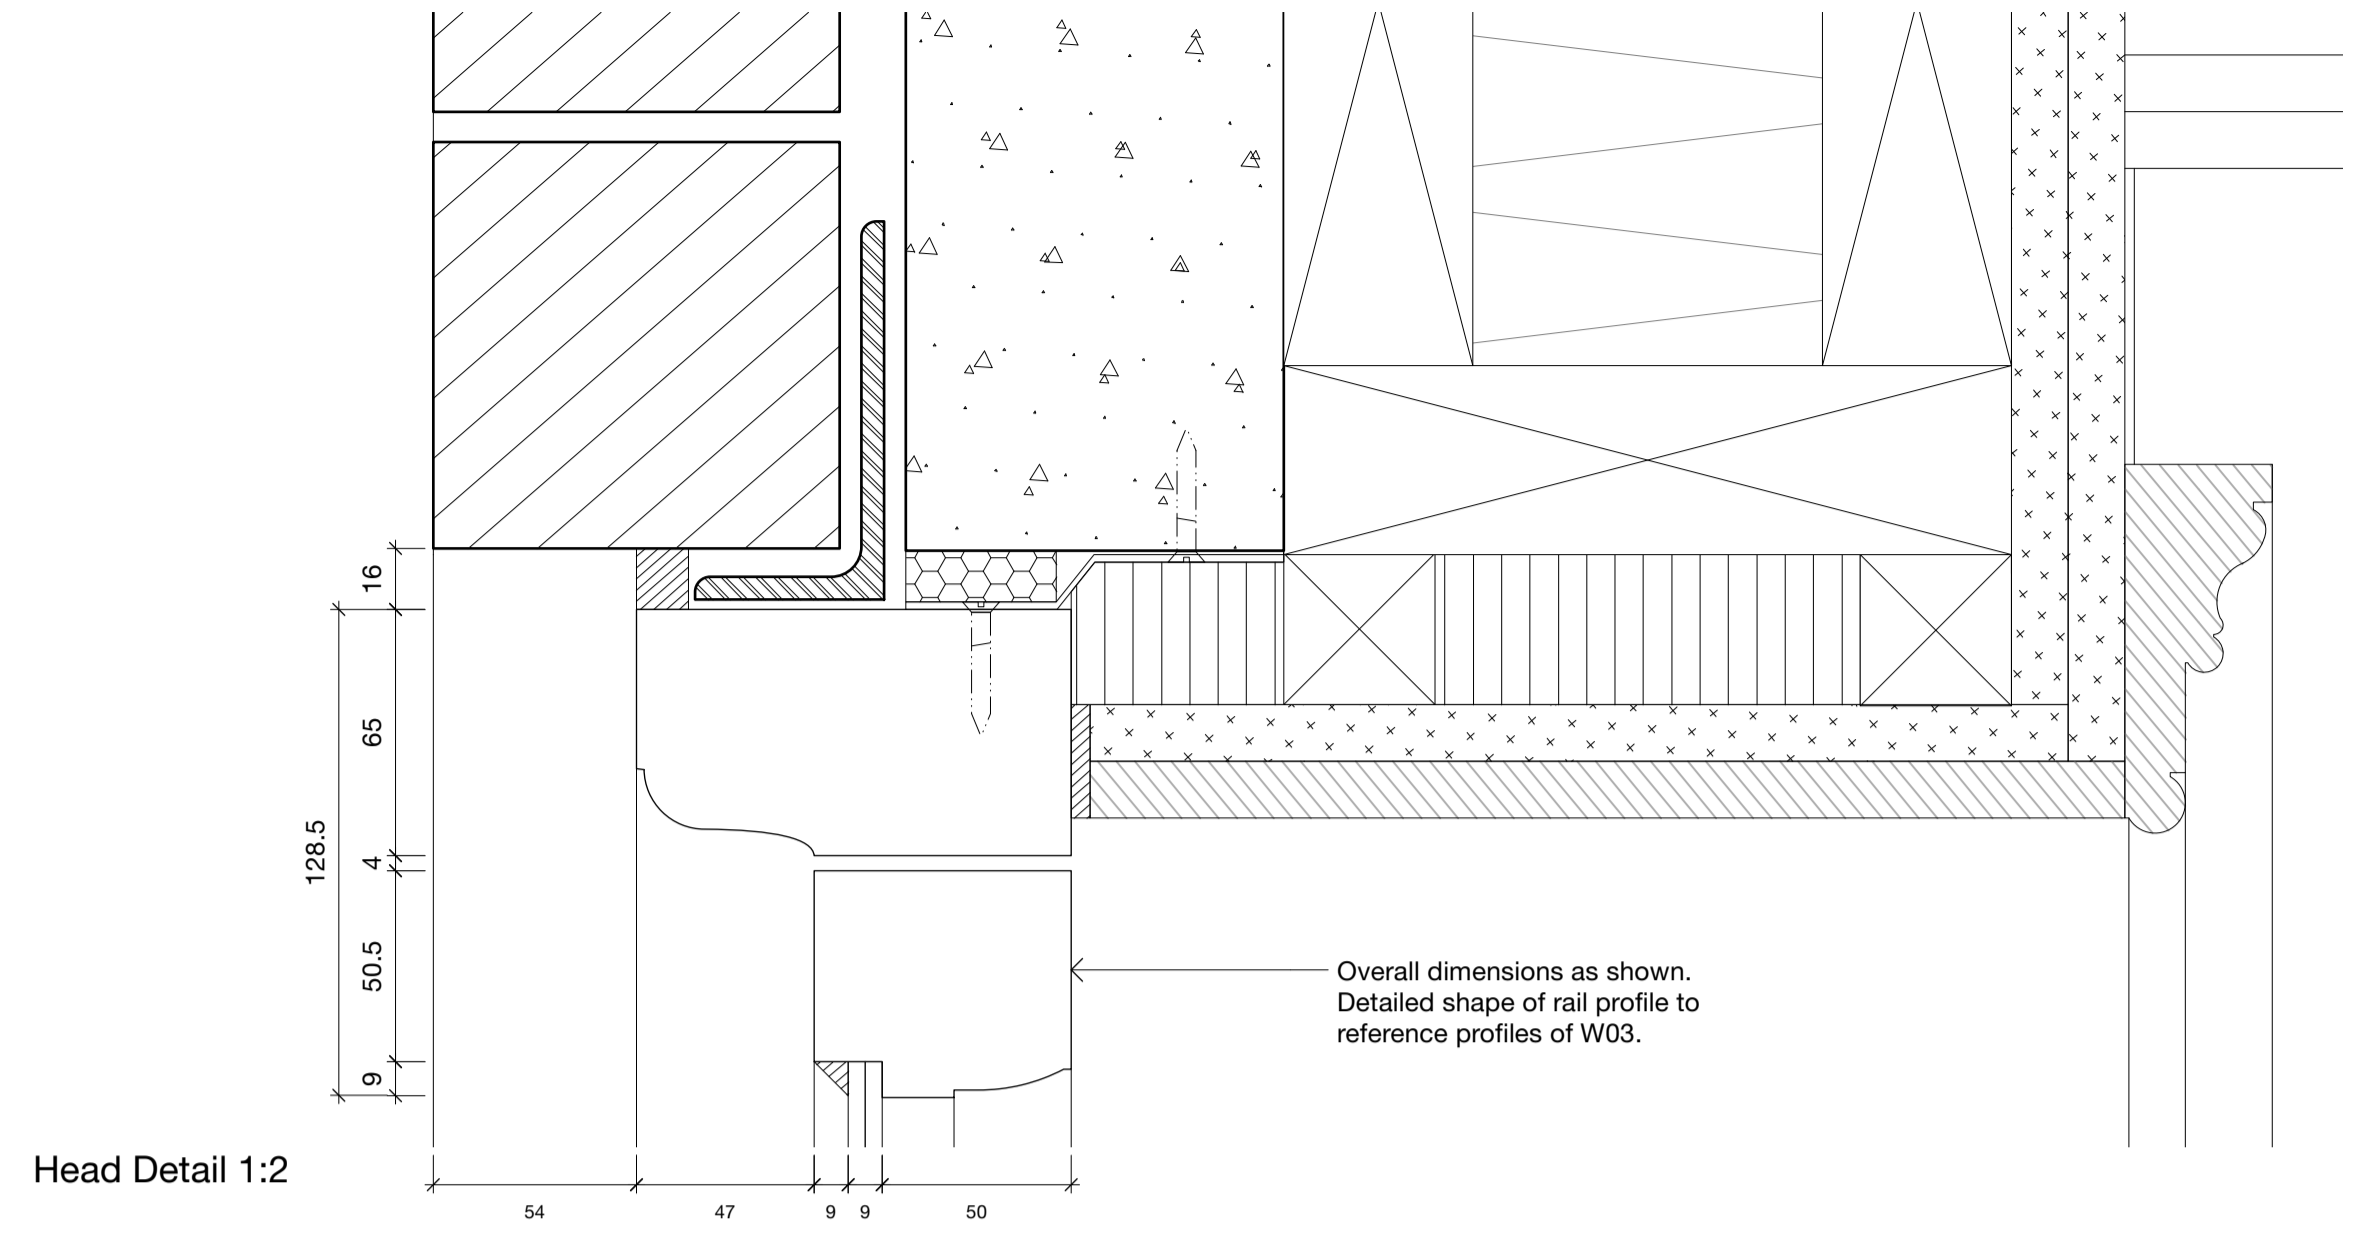 16
65
128.5
4
50.5
Overall dimensions as shown.
Detailed shape of rail profile to
reference profiles of W03.
9
Head Detail 1:2
54 47 9 9 50